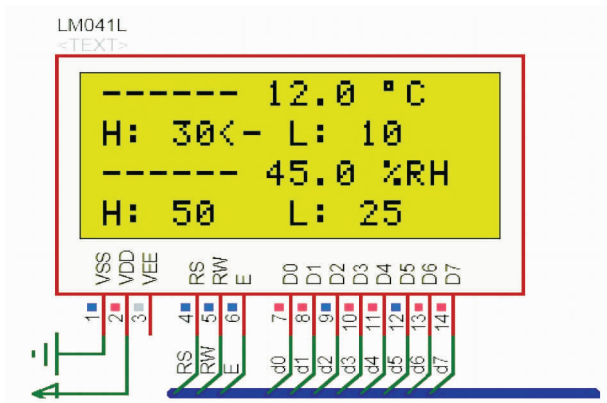 LM041L
<TEXT>
------ 12.0 °C
H: 30<- L: 10
------ 45.0 %RH
H: 50 L: 25
VSS VDD VEE RS RW E D0 D1 D2 D3 D4 D5 D6 D7
1 2 3 4 5 6 7 8 9 10 11 12 13 14
RS RW E d0 d1 d2 d3 d4 d5 d6 d7